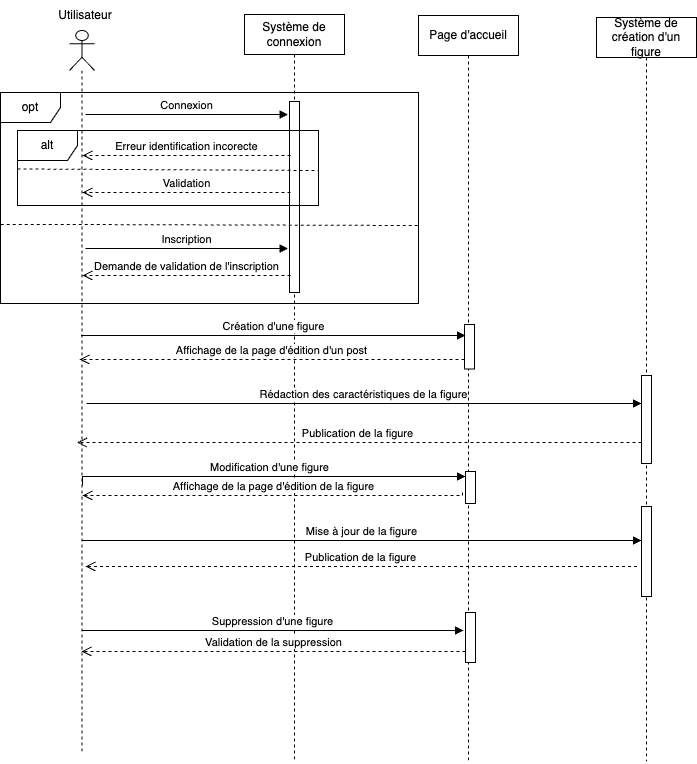 Utilisateur
Système de
connexion
Page d'accueil
Système de
création d'un
figure
opt
Connexion
alt
Erreur identification incorecte
Validation
Inscription
Demande de validation de l'inscription
Création d'une figure
Affichage de la page d'édition d'un post
Rédaction des caractéristiques de la figure
Publication de la figure
Modification d'une figure
Affichage de la page d'édition de la figure
Mise à jour de la figure
Publication de la figure
Suppression d'une figure
Validation de la suppression